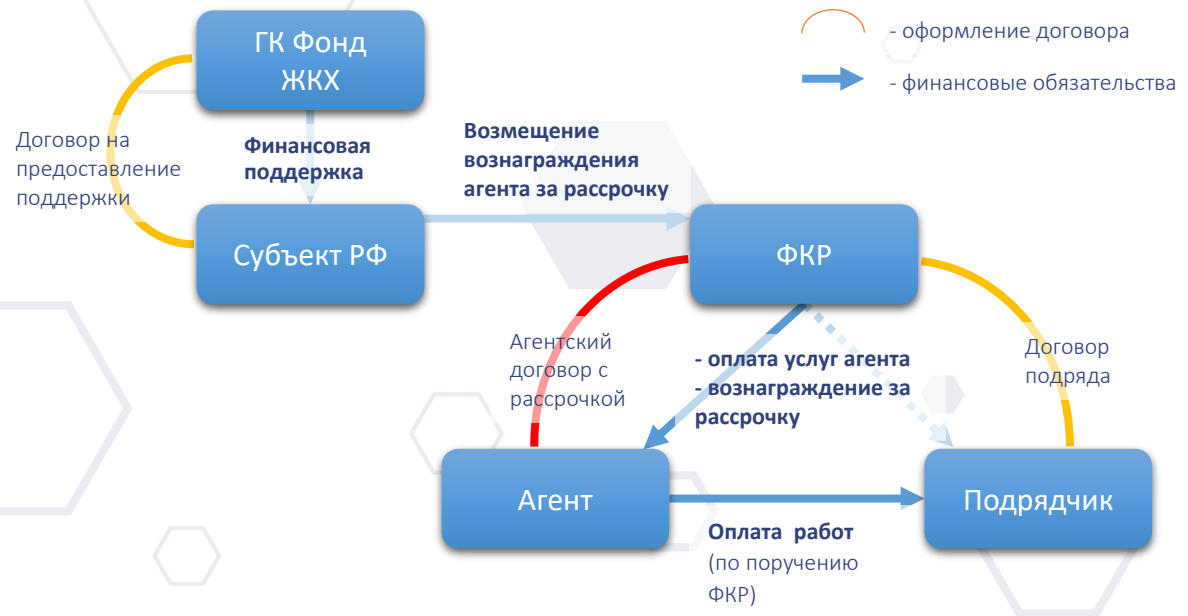 ГК Фонд
ЖКХ
- оформление договора
- финансовые обязательства
Договор на
предоставление
поддержки
Финансовая
поддержка
Возмещение
вознаграждения
агента за рассрочку
Субъект РФ
ФКР
Агентский
договор с
рассрочкой
- оплата услуг агента
- вознаграждение за
рассрочку
Договор
подряда
Агент
Оплата работ
(по поручению
ФКР)
Подрядчик